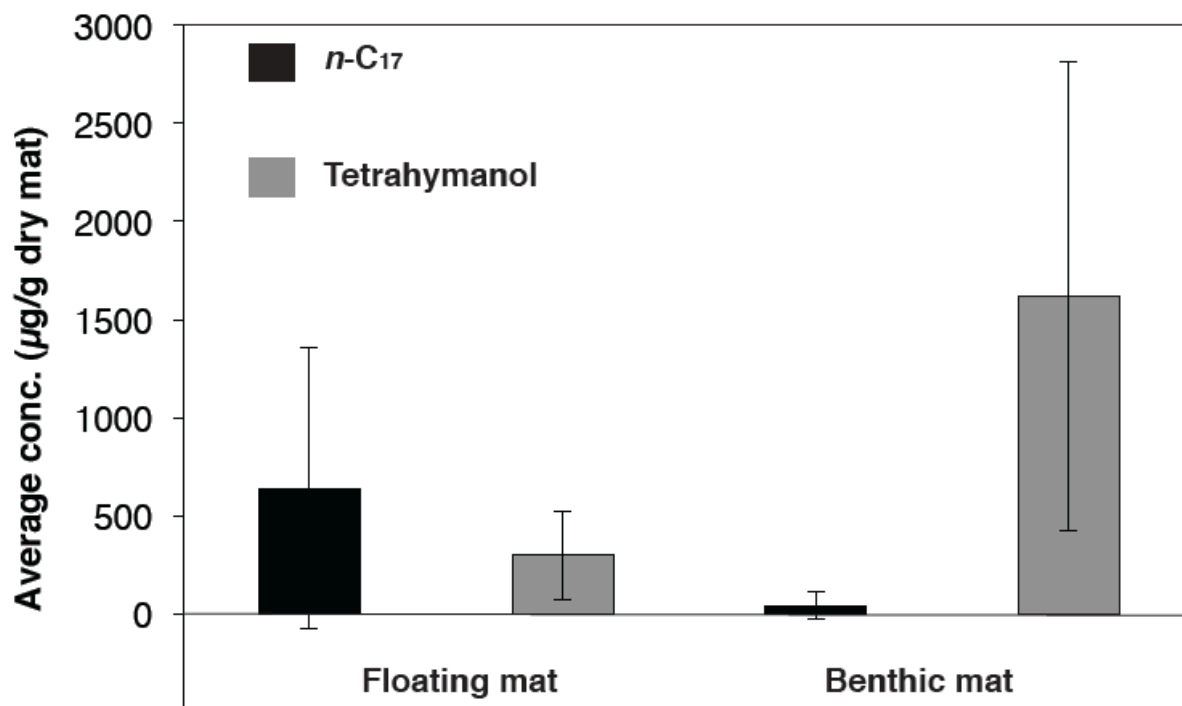 Average conc. (µg/g dry mat)
3000
2500
2000
1500
1000
500
0
n-C17
Tetrahymanol
Floating mat
Benthic mat